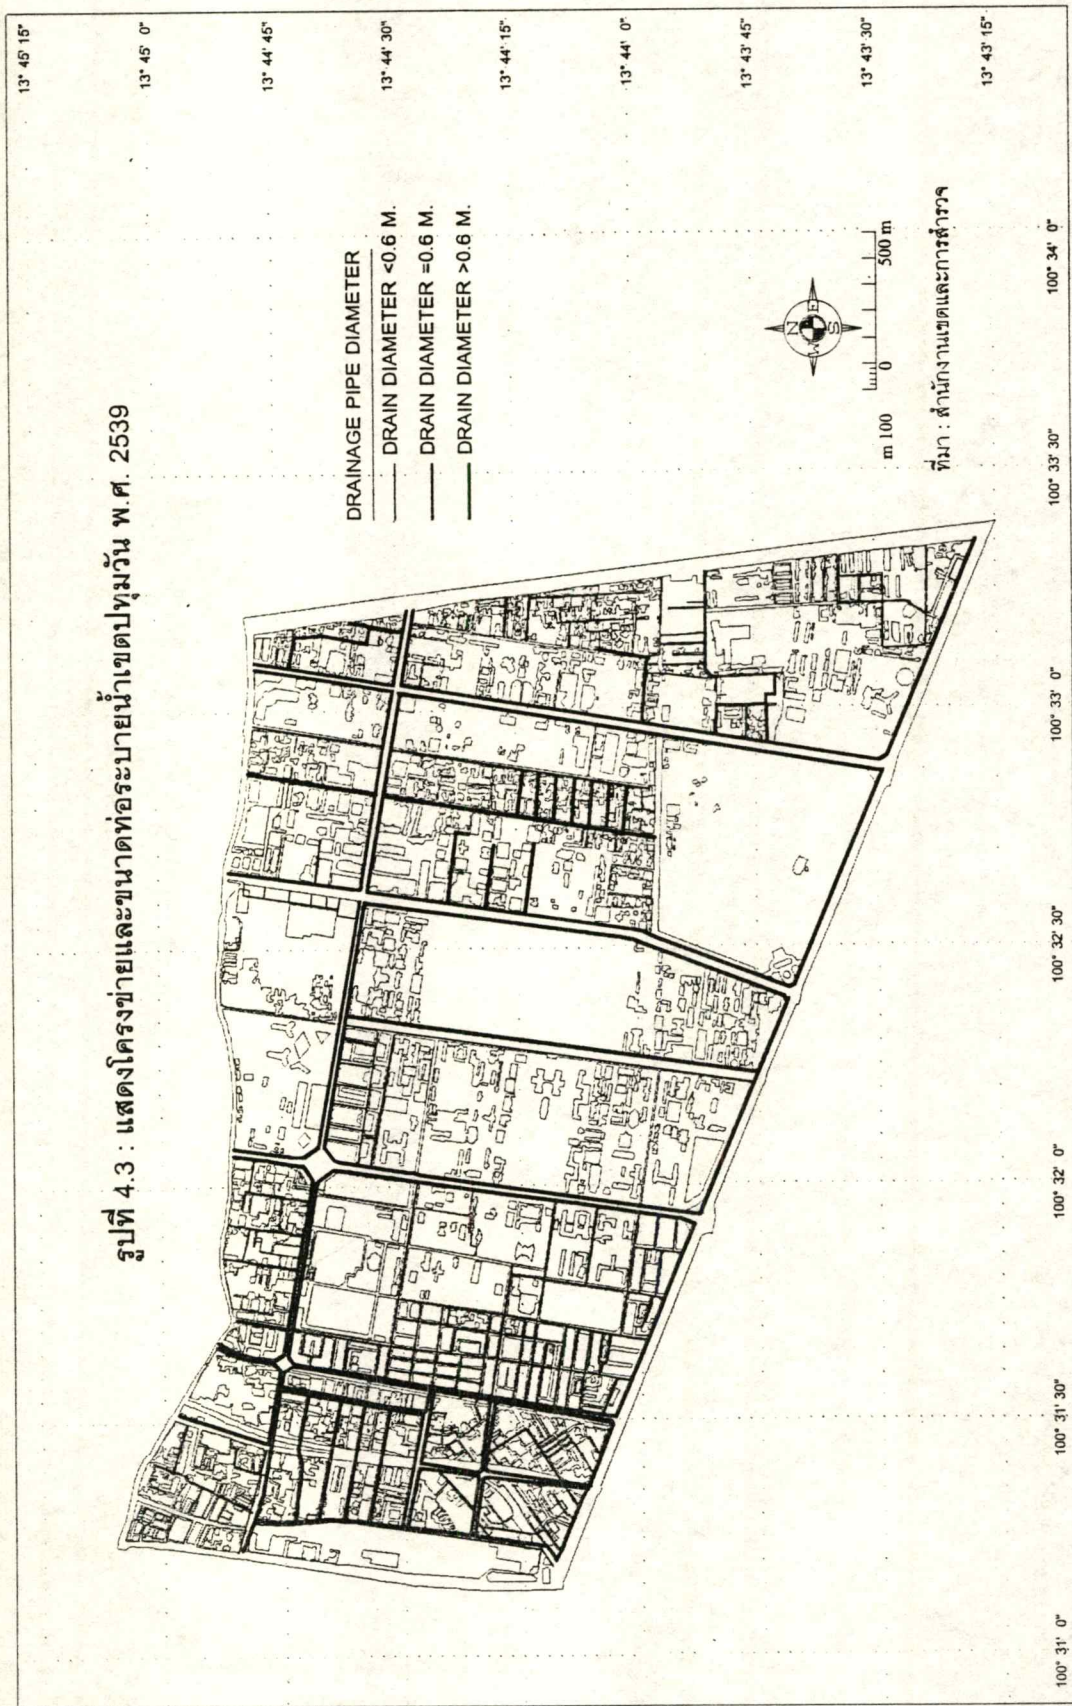 รูปที่ 4.3 : แสดงโครงข่ายและขนาดท่อระบายน้ำเขตปทุมวัน พ.ศ. 2539
13° 45' 15"
13° 45' 0"
13° 44' 45"
13° 44' 30"
13° 44' 15"
13° 44' 0"
13° 43' 45"
13° 43' 30"
13° 43' 15"
DRAINAGE PIPE DIAMETER
DRAIN DIAMETER <0.6 M.
DRAIN DIAMETER =0.6 M.
DRAIN DIAMETER >0.6 M.
N
E
S
W
m 100 0 500 m
ที่มา : สำนักงานเขตและการสำรวจ
100° 31' 0"
100° 31' 30"
100° 32' 0"
100° 32' 30"
100° 33' 0"
100° 33' 30"
100° 34' 0"